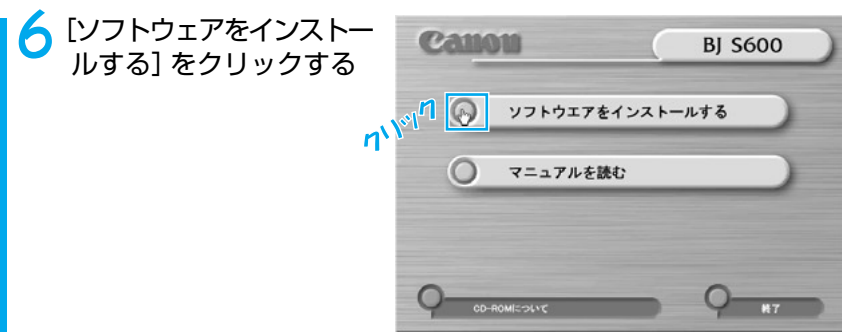 6 [ソフトウェアをインストー
ルする] をクリックする
Canon
BJ S600
クリック
ソフトウエアをインストールする
マニュアルを読む
CD-ROMについて
終了